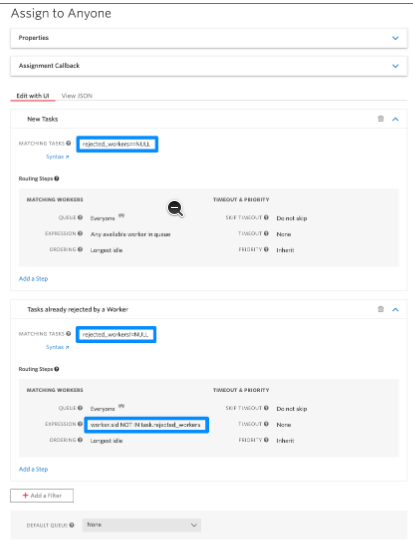 Assign to Anyone
Properties
Assignment Callback
Edit with UI View JSON
New Tasks
MATCHING TASKS rejected_workers==NULL
Syntax
Routing Steps
MATCHING WORKERS TIMEOUT & PRIORITY
QUEUE Everyone SKIP TIMEOUT Do not skip
EXPRESSION Any available worker in queue TIMEOUT None
ORDERING Longest Idle PRIORITY Inherit
Add a Step
Tasks already rejected by a Worker
MATCHING TASKS rejected_workers!=NULL
Syntax
Routing Steps
MATCHING WORKERS TIMEOUT & PRIORITY
QUEUE Everyone SKIP TIMEOUT Do not skip
EXPRESSION worker.sid NOT IN task.rejected_workers TIMEOUT None
ORDERING Longest Idle PRIORITY Inherit
Add a Step
+ Add a Filter
DEFAULT QUEUE None